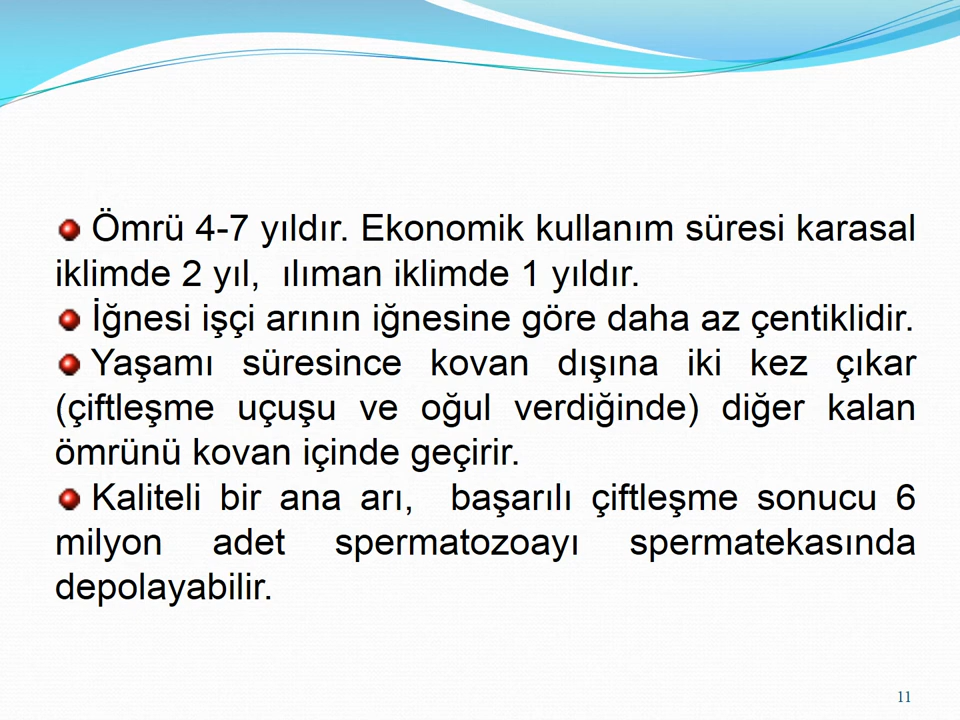 Ömrü 4-7 yıldır. Ekonomik kullanım süresi karasal
iklimde 2 yıl,  ılıman iklimde 1 yıldır.
İğnesi işçi arının iğnesine göre daha az çentiklidir.
Yaşamı süresince kovan dışına iki kez çıkar
(çiftleşme uçuşu ve oğul verdiğinde) diğer kalan
ömrünü kovan içinde geçirir.
Kaliteli bir ana arı,  başarılı çiftleşme sonucu 6
milyon adet spermatozoayı spermatekasında
depolayabilir.
11